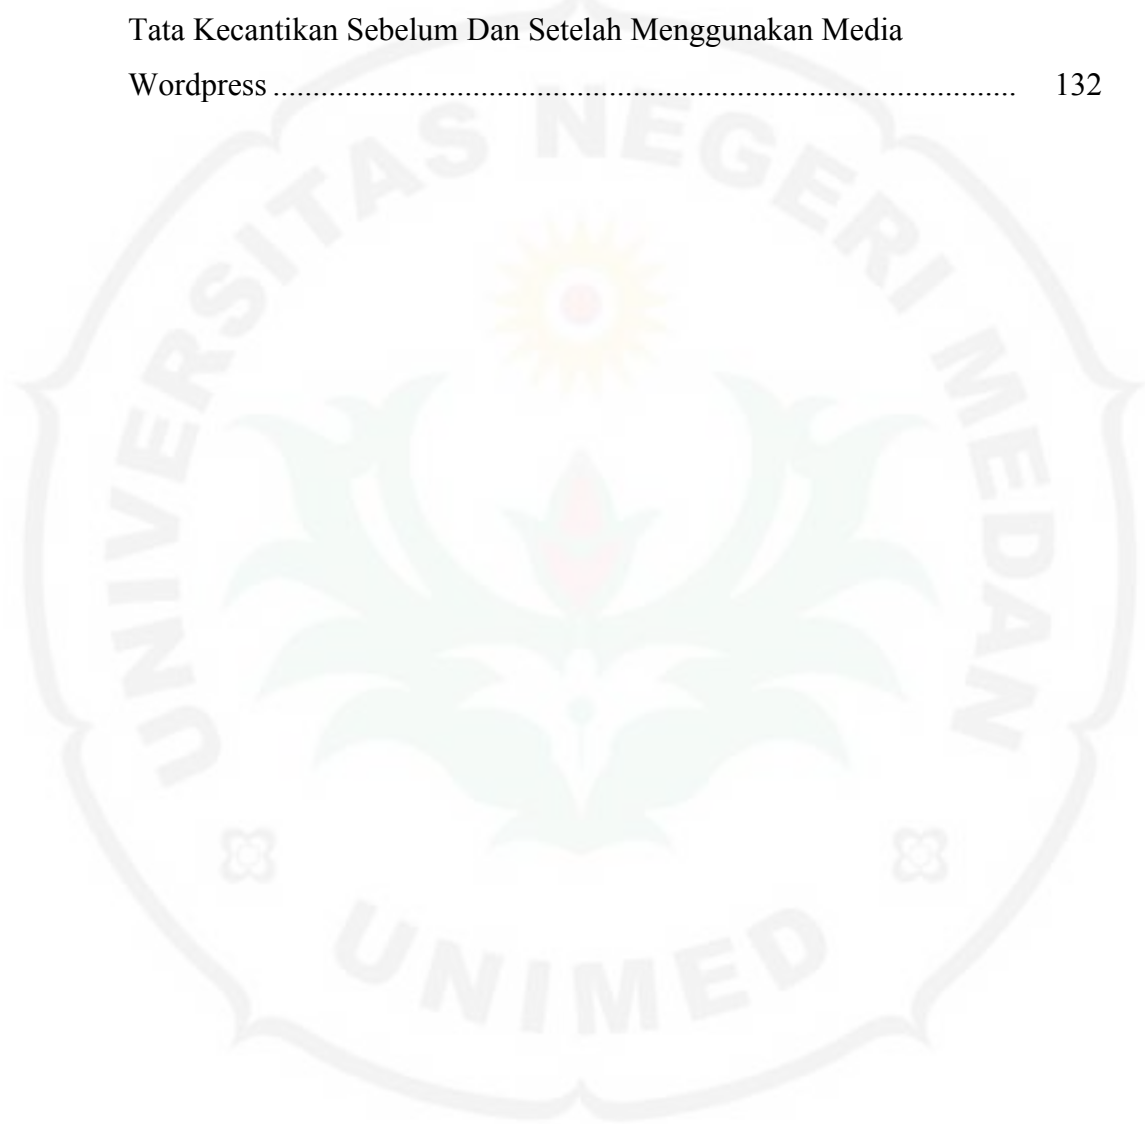 Tata Kecantikan Sebelum Dan Setelah Menggunakan Media
Wordpress ............................................................................................... 132
UNIVERSITAS NEGERI MEDAN
UNIMED